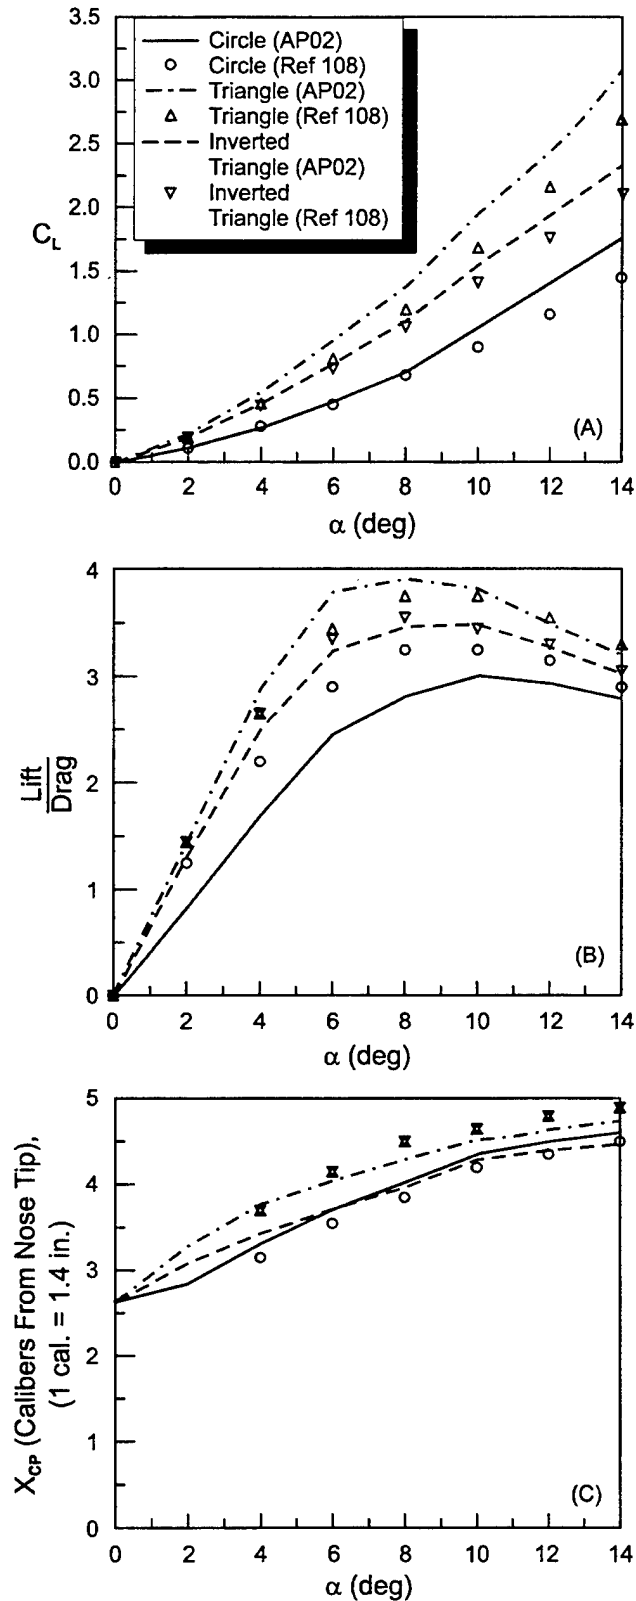 3.5
3.0
2.5
2.0
1.5
1.0
0.5
0.0
C_L
Circle (AP02)
Circle (Ref 108)
Triangle (AP02)
Triangle (Ref 108)
Inverted
Triangle (AP02)
Inverted
Triangle (Ref 108)
(A)
0 2 4 6 8 10 12 14
α (deg)
4
3
2
1
0
Lift
Drag
(B)
0 2 4 6 8 10 12 14
α (deg)
5
4
3
2
1
0
X_CP (Calibers From Nose Tip),
(1 cal. = 1.4 in.)
(C)
0 2 4 6 8 10 12 14
α (deg)